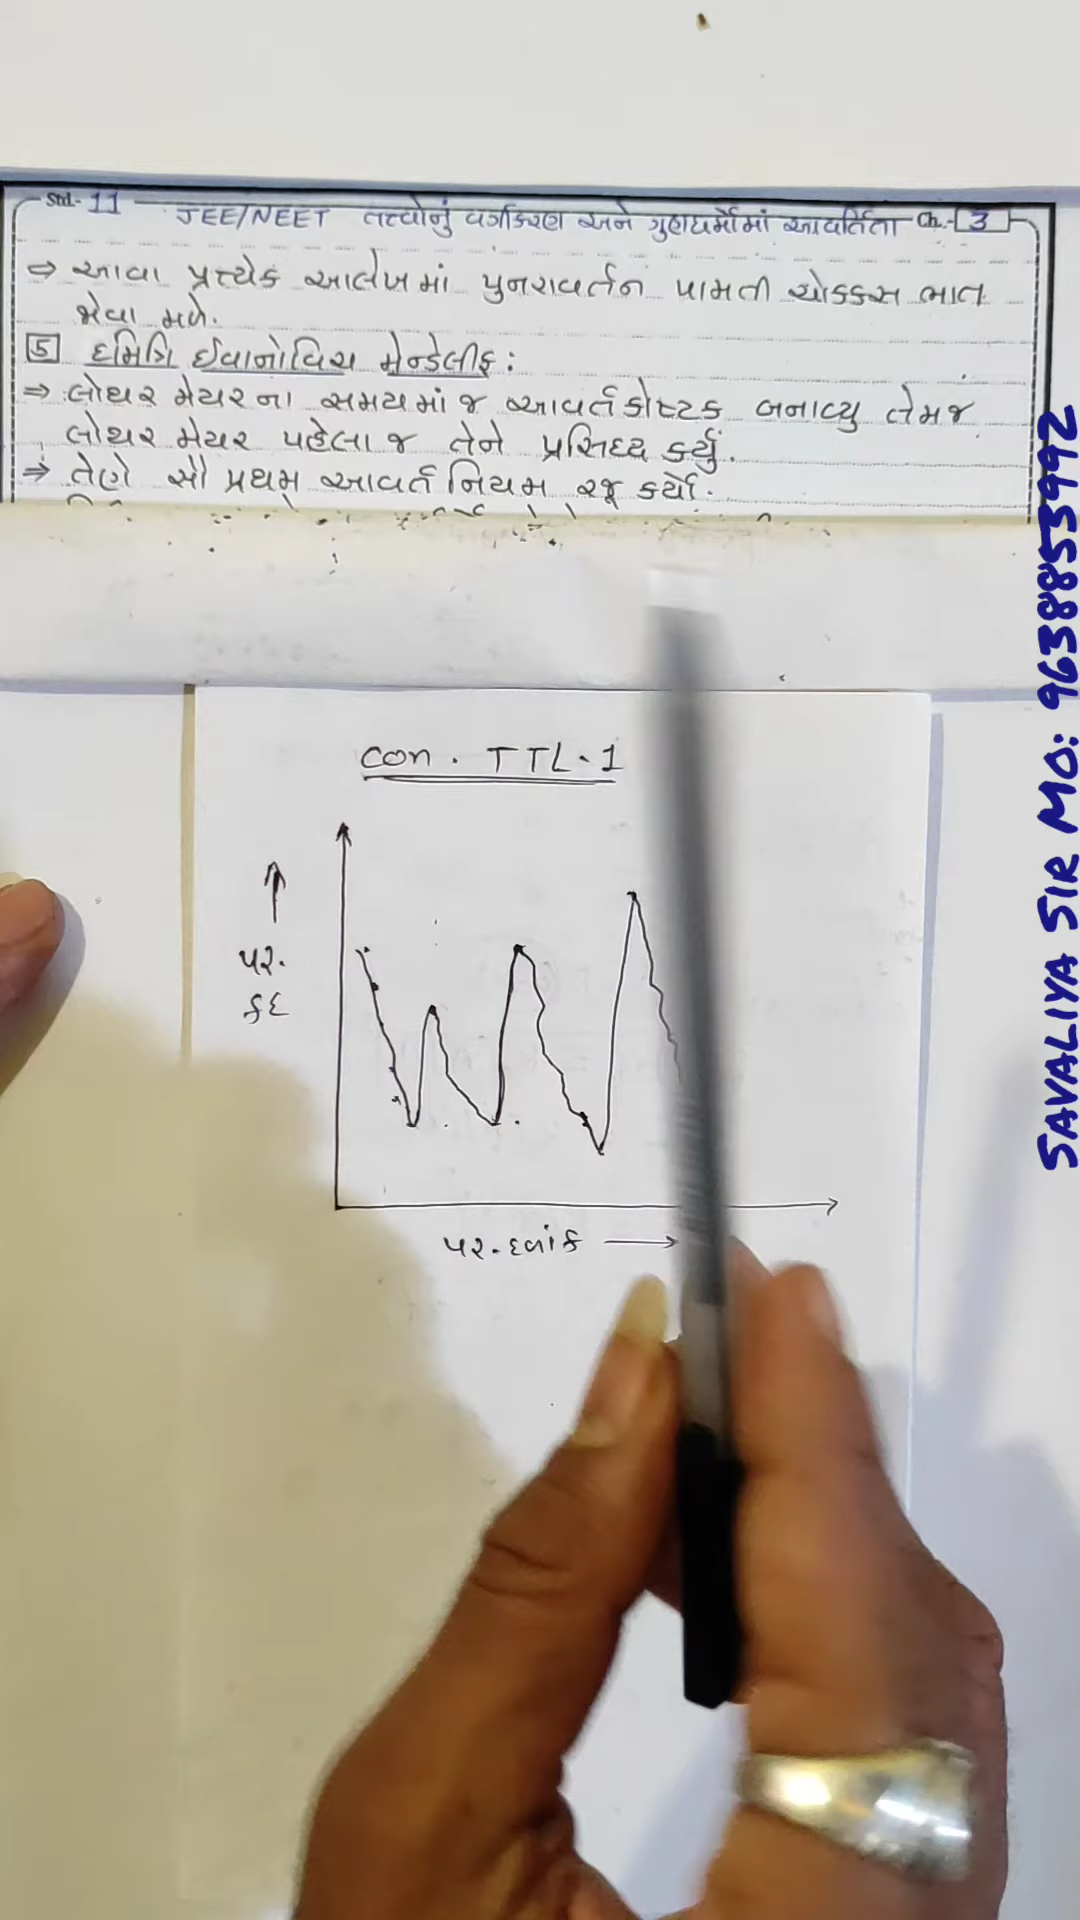 Std.- 11 JEE/NEET તત્ત્વોનું વર્ગીકરણ અને ગુણધર્મોમાં આવર્તિતા Ch.- 3
⇒ આવા પ્રત્યેક આલેખમાં પુનરાવર્તન પામતી ચોક્કસ ભાત
જોવા મળે.
5 દમિત્રિ ઈવાનોવિચ મેન્ડેલીફ :
⇒ લોથર મેયરના સમયમાં જ આવર્તકોષ્ટક બનાવ્યુ તેમજ
લોથર મેયર પહેલા જ તેને પ્રસિધ્ધ કર્યું.
⇒ તેણે સૌ પ્રથમ આવર્ત નિયમ રજૂ કર્યો.
con. TTL-1
પર.
કદ
પર. દળાંક
SAVALIYA SIR MO: 9638853992